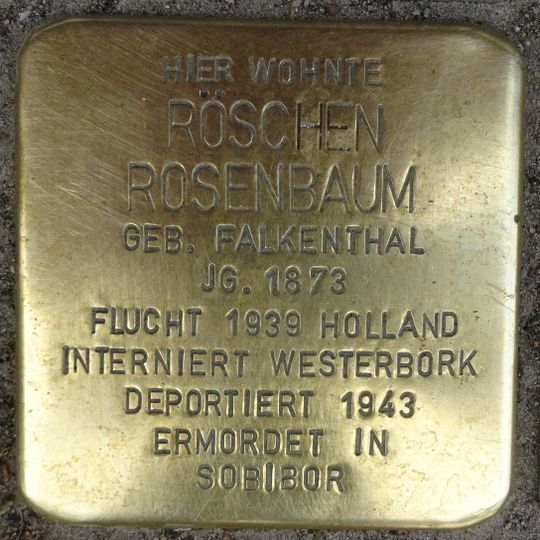 HIER WOHNTE
RÖSCHEN
ROSENBAUM
GEB. FALKENTHAL
JG. 1873
FLUCHT 1939 HOLLAND
INTERNIERT WESTERBORK
DEPORTIERT 1943
ERMORDET IN
SOBIBOR